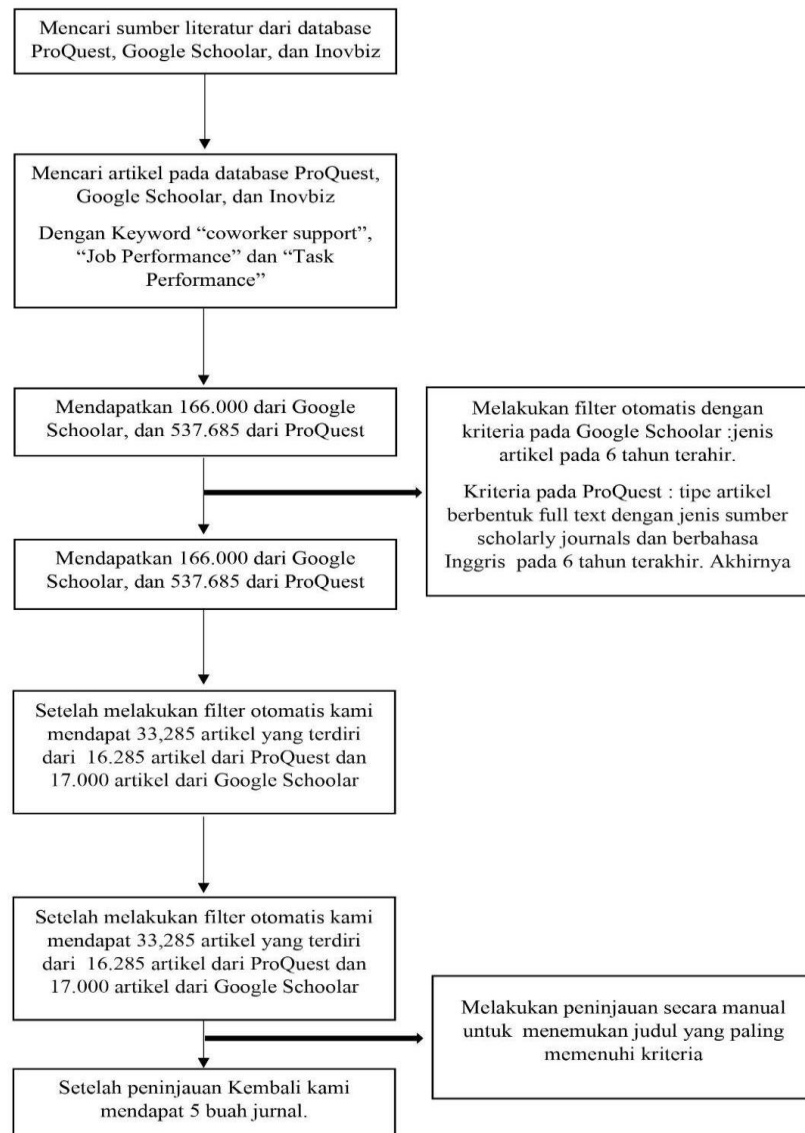 Mencari sumber literatur dari database
ProQuest, Google Schoolar, dan Inovbiz
Mencari artikel pada database ProQuest,
Google Schoolar, dan Inovbiz
Dengan Keyword “coworker support”,
“Job Performance” dan “Task
Performance”
Mendapatkan 166.000 dari Google
Schoolar, dan 537.685 dari ProQuest
Melakukan filter otomatis dengan
kriteria pada Google Schoolar :jenis
artikel pada 6 tahun terahir.
Kriteria pada ProQuest : tipe artikel
berbentuk full text dengan jenis sumber
scholarly journals dan berbahasa
Inggris pada 6 tahun terakhir. Akhirnya
Mendapatkan 166.000 dari Google
Schoolar, dan 537.685 dari ProQuest
Setelah melakukan filter otomatis kami
mendapat 33,285 artikel yang terdiri
dari 16.285 artikel dari ProQuest dan
17.000 artikel dari Google Schoolar
Setelah melakukan filter otomatis kami
mendapat 33,285 artikel yang terdiri
dari 16.285 artikel dari ProQuest dan
17.000 artikel dari Google Schoolar
Melakukan peninjauan secara manual
untuk menemukan judul yang paling
memenuhi kriteria
Setelah peninjauan Kembali kami
mendapat 5 buah jurnal.